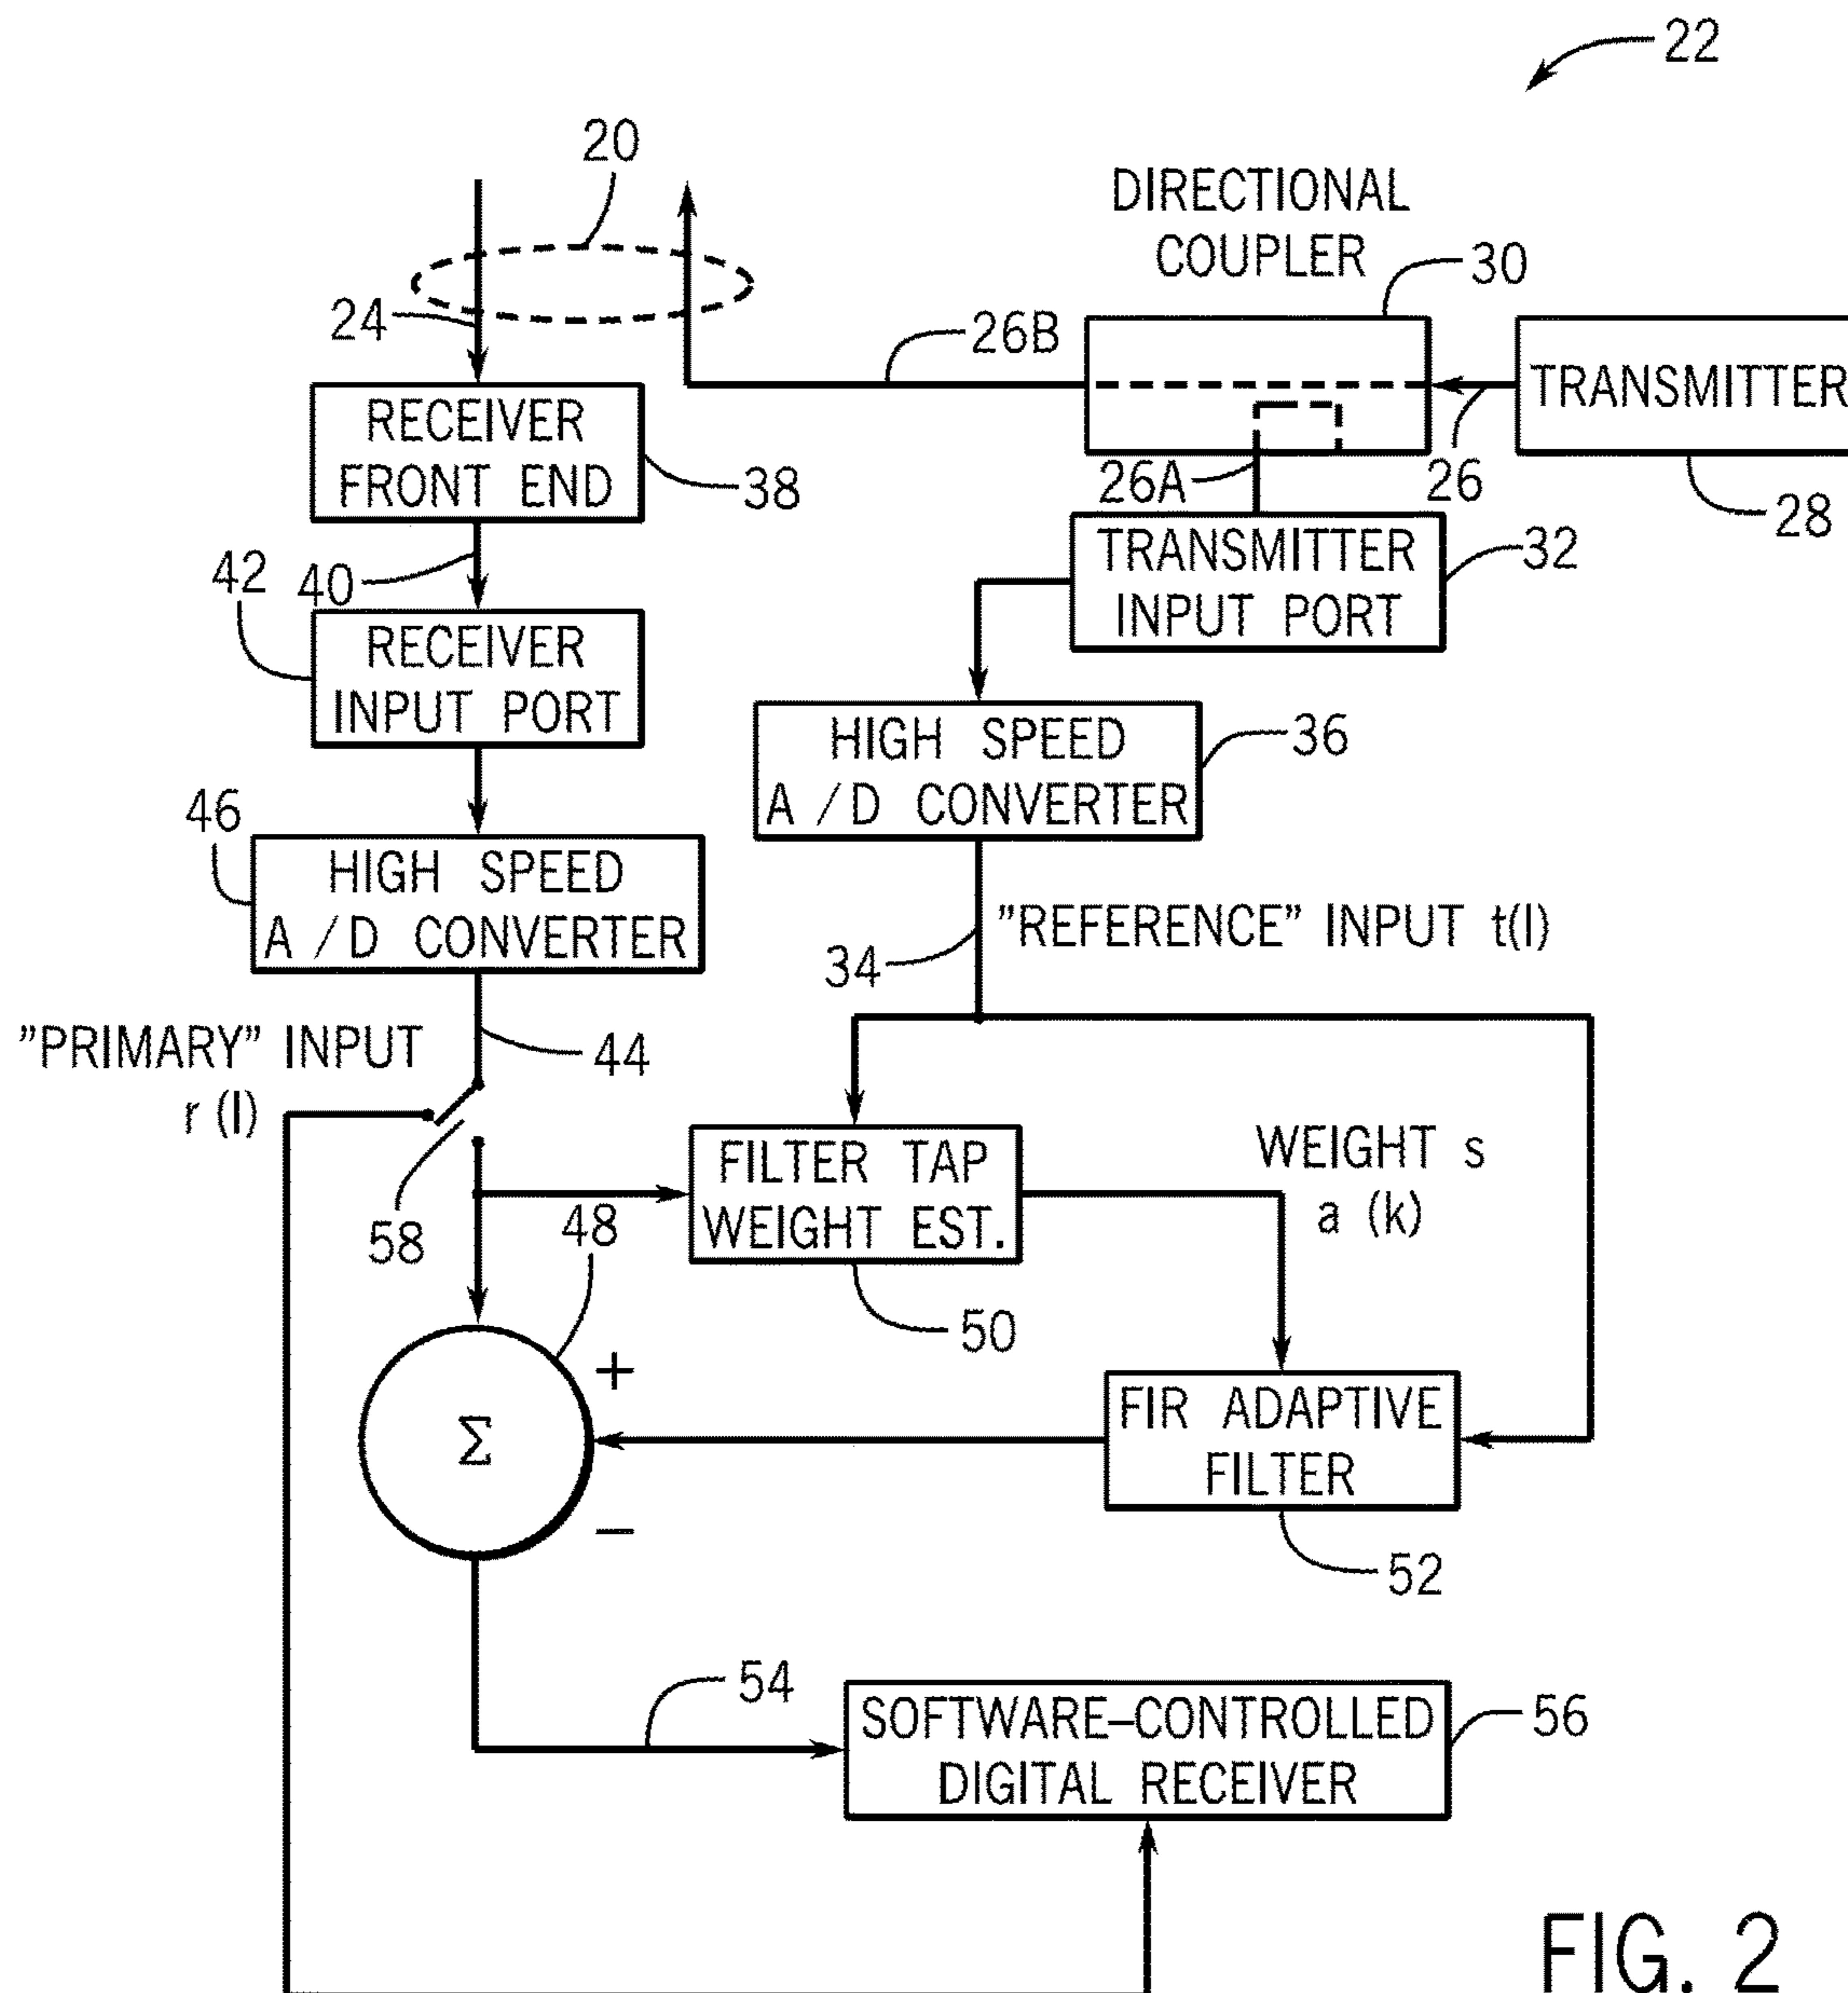 22
20
DIRECTIONAL
COUPLER
30
24
26B
TRANSMITTER
RECEIVER
FRONT END
38
26A
26
28
TRANSMITTER
INPUT PORT
32
42
40
RECEIVER
INPUT PORT
HIGH SPEED
A /D CONVERTER
36
46
HIGH SPEED
A /D CONVERTER
34
"REFERENCE" INPUT t(l)
"PRIMARY" INPUT
r (l)
44
58
48
FILTER TAP
WEIGHT EST.
50
WEIGHT s
a (k)
+
Σ
−
FIR ADAPTIVE
FILTER
52
54
SOFTWARE–CONTROLLED
DIGITAL RECEIVER
56
FIG. 2